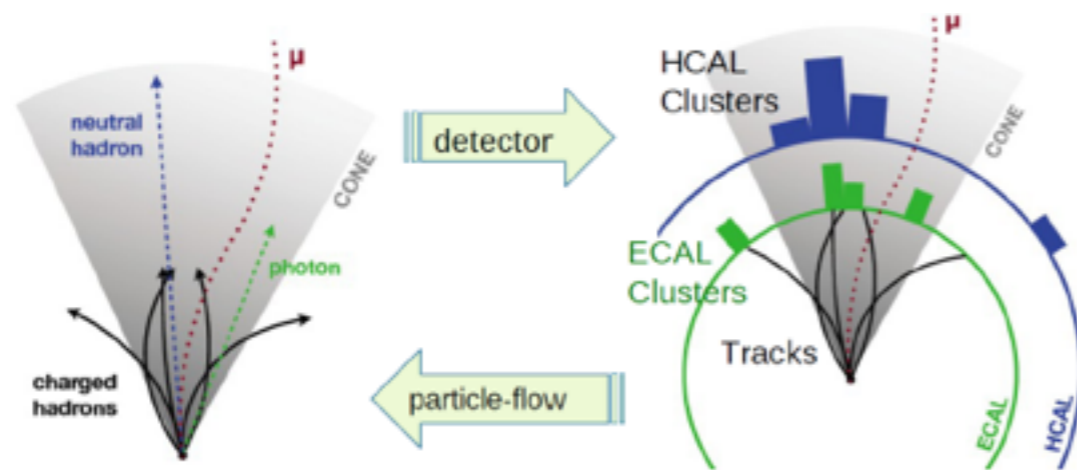 μ
neutral
hadron
CONE
photon
charged
hadrons
detector
particle-flow
μ
HCAL
Clusters
CONE
ECAL
Clusters
Tracks
ECAL
HCAL